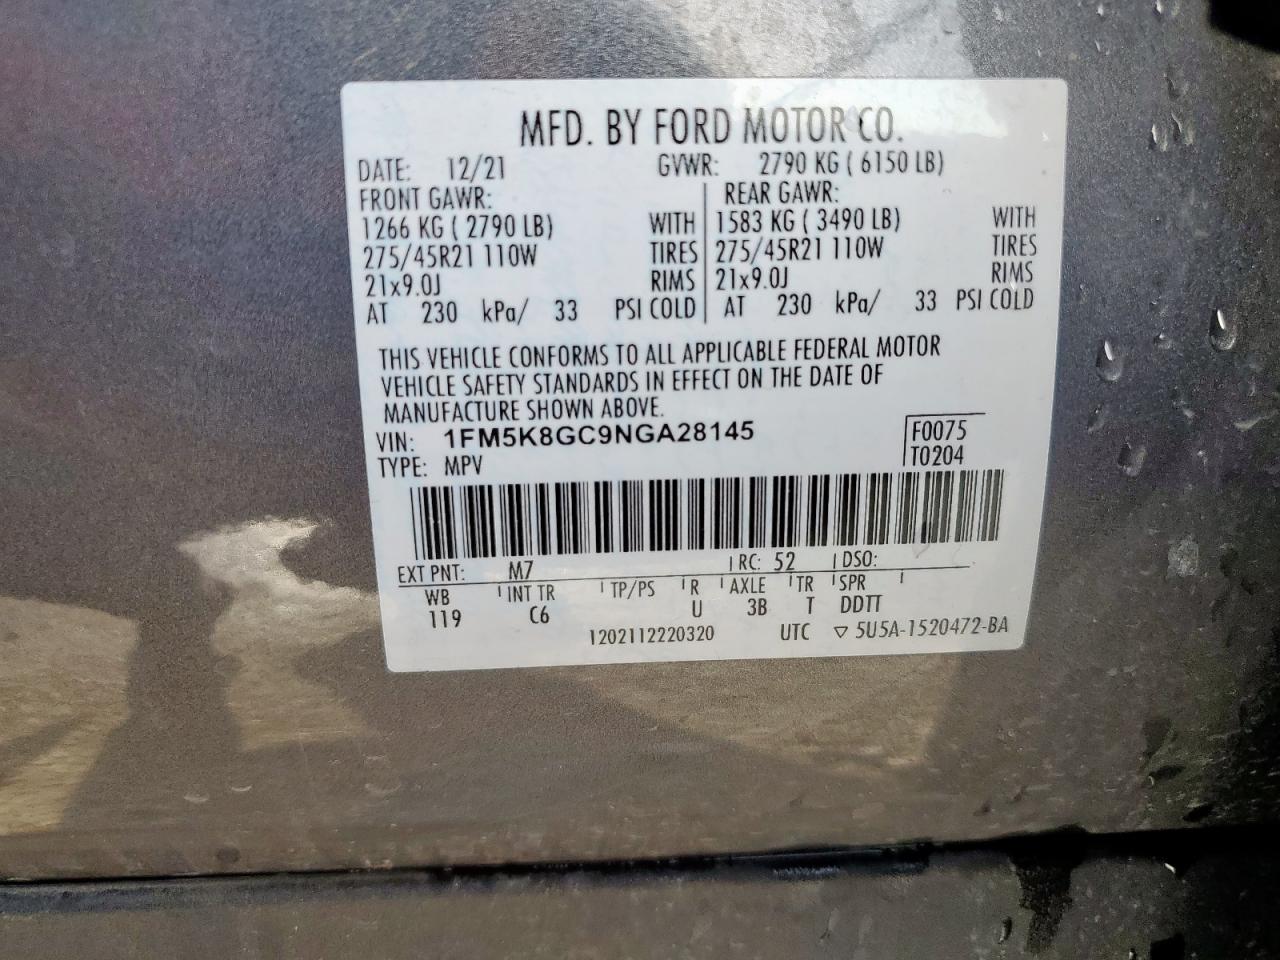 MFD. BY FORD MOTOR CO.
DATE: 12/21 GVWR: 2790 KG ( 6150 LB)
FRONT GAWR: REAR GAWR:
1266 KG ( 2790 LB) WITH 1583 KG ( 3490 LB) WITH
275/45R21 110W TIRES 275/45R21 110W TIRES
21x9.0J RIMS 21x9.0J RIMS
AT 230 kPa/ 33 PSI COLD AT 230 kPa/ 33 PSI COLD
THIS VEHICLE CONFORMS TO ALL APPLICABLE FEDERAL MOTOR
VEHICLE SAFETY STANDARDS IN EFFECT ON THE DATE OF
MANUFACTURE SHOWN ABOVE.
VIN: 1FM5K8GC9NGA28145 F0075
TYPE: MPV T0204
EXT PNT: M7 RC: 52 DSO:
WB INT TR TP/PS R AXLE TR SPR
119 C6 U 3B T DDTT
1202112220320 UTC ▽ 5U5A-1520472-BA